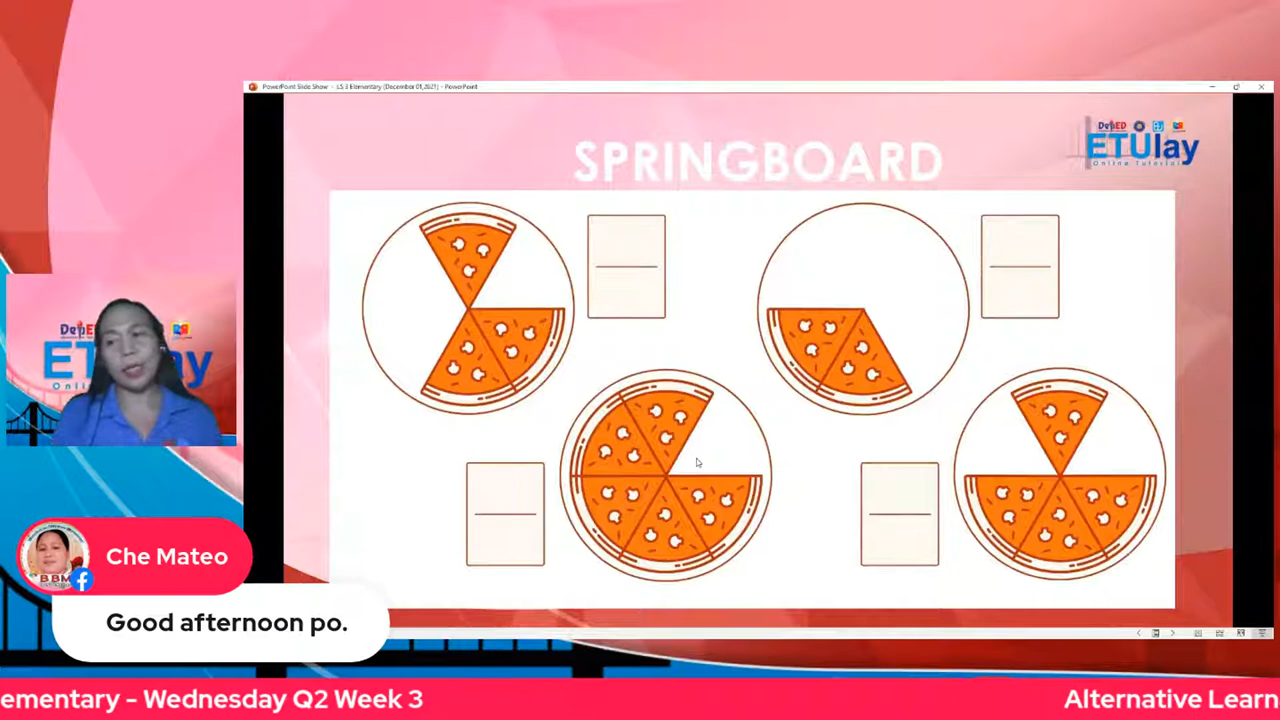 PowerPoint Slide Show - LS 3 Elementary (December 01,2021) - PowerPoint
SPRINGBOARD
DepED
ETUlay
Online Tutorial
Che Mateo
BBM
Good afternoon po.
ementary - Wednesday Q2 Week 3
Alternative Learn